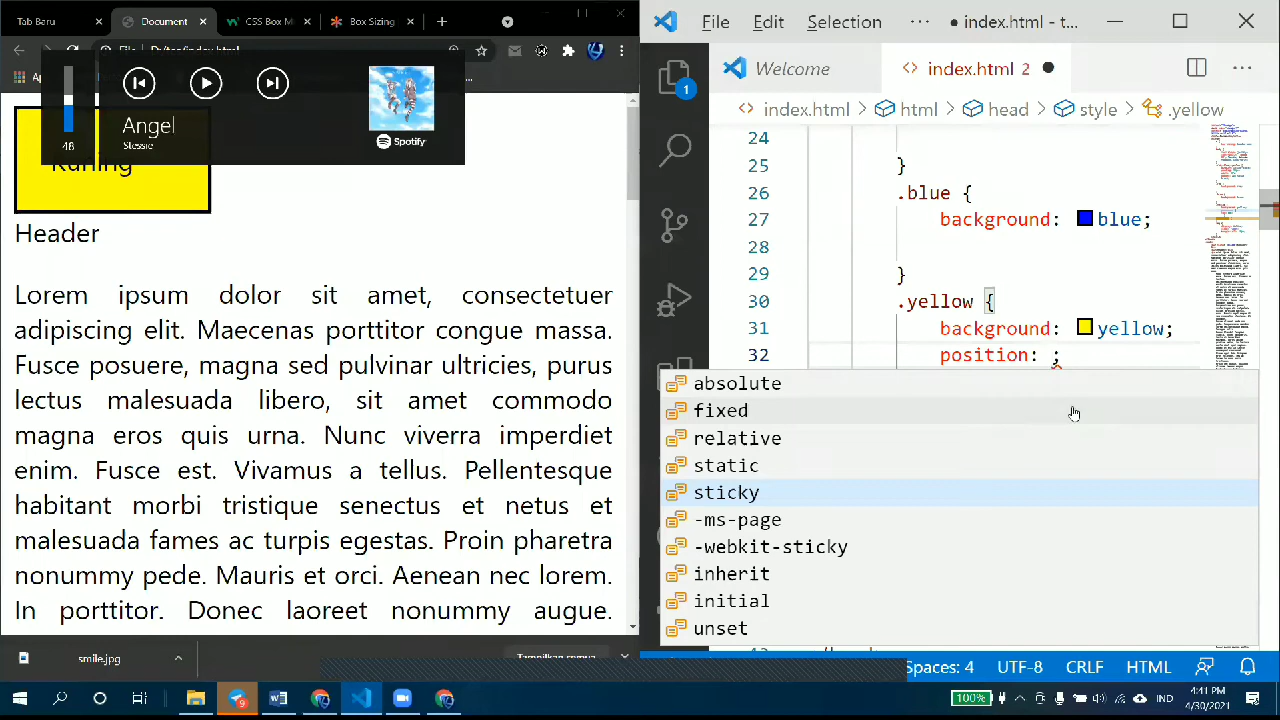 Tab Baru
Document
CSS Box M
Box Sizing
File Edit Selection ··· ● index.html - t...
Welcome
index.html 2 ●
index.html > html > head > style > .yellow
46
Angel
Stessie
Spotify
Kuning
Header
Lorem ipsum dolor sit amet, consectetuer
adipiscing elit. Maecenas porttitor congue massa.
Fusce posuere, magna sed pulvinar ultricies, purus
lectus malesuada libero, sit amet commodo
magna eros quis urna. Nunc viverra imperdiet
enim. Fusce est. Vivamus a tellus. Pellentesque
habitant morbi tristique senectus et netus et
malesuada fames ac turpis egestas. Proin pharetra
nonummy pede. Mauris et orci. Aenean nec lorem.
In porttitor. Donec laoreet nonummy augue.
1
24
25 }
26 .blue {
27 background: blue;
28
29 }
30 .yellow {
31 background: yellow;
32 position: ;
absolute
fixed
relative
static
sticky
-ms-page
-webkit-sticky
inherit
initial
unset
smile.jpg
Spaces: 4 UTF-8 CRLF HTML
9
100%
IND
4:41 PM
4/30/2021